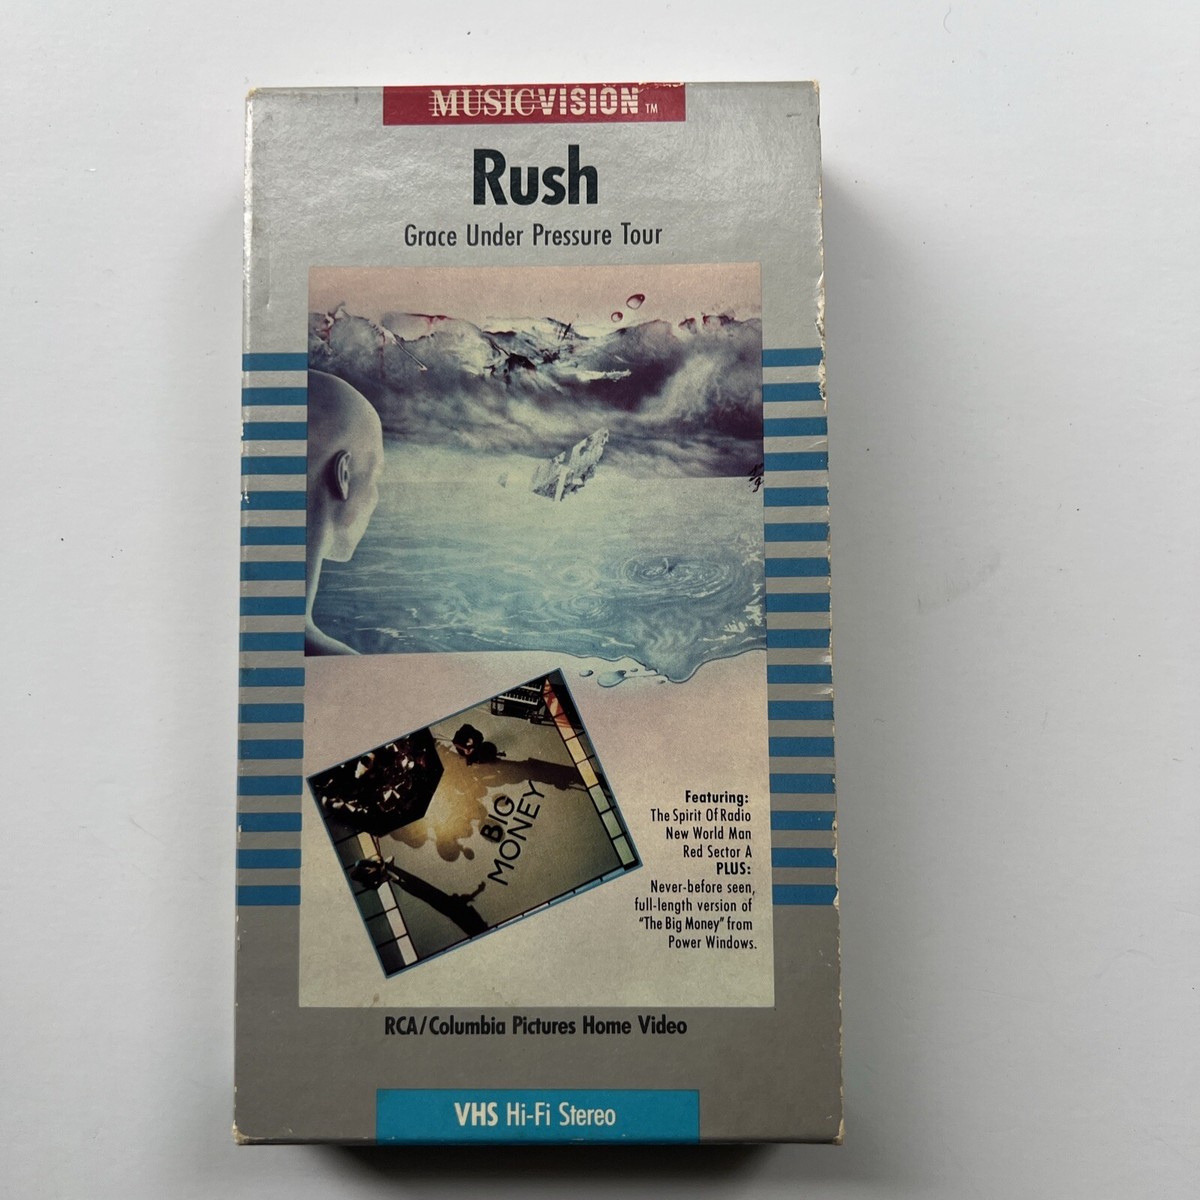 MUSICVISION TM
Rush
Grace Under Pressure Tour
BIG
MONEY
Featuring:
The Spirit Of Radio
New World Man
Red Sector A
PLUS:
Never-before seen,
full-length version of
"The Big Money" from
Power Windows.
RCA/Columbia Pictures Home Video
VHS Hi-Fi Stereo